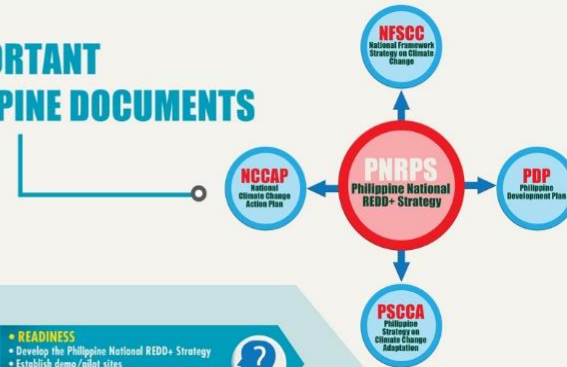 ORTANT
PINE DOCUMENTS
NFSCC
National Framework
Strategy on Climate
Change
NCCAP
National
Climate Change
Action Plan
PNRPS
Philippine National
REDD+ Strategy
PDP
Philippine
Development Plan
PSCCA
Philippine
Strategy on
Climate Change
Adaptation
• READINESS
• Develop the Philippine National REDD+ Strategy
• Establish demo/pilot sites
?